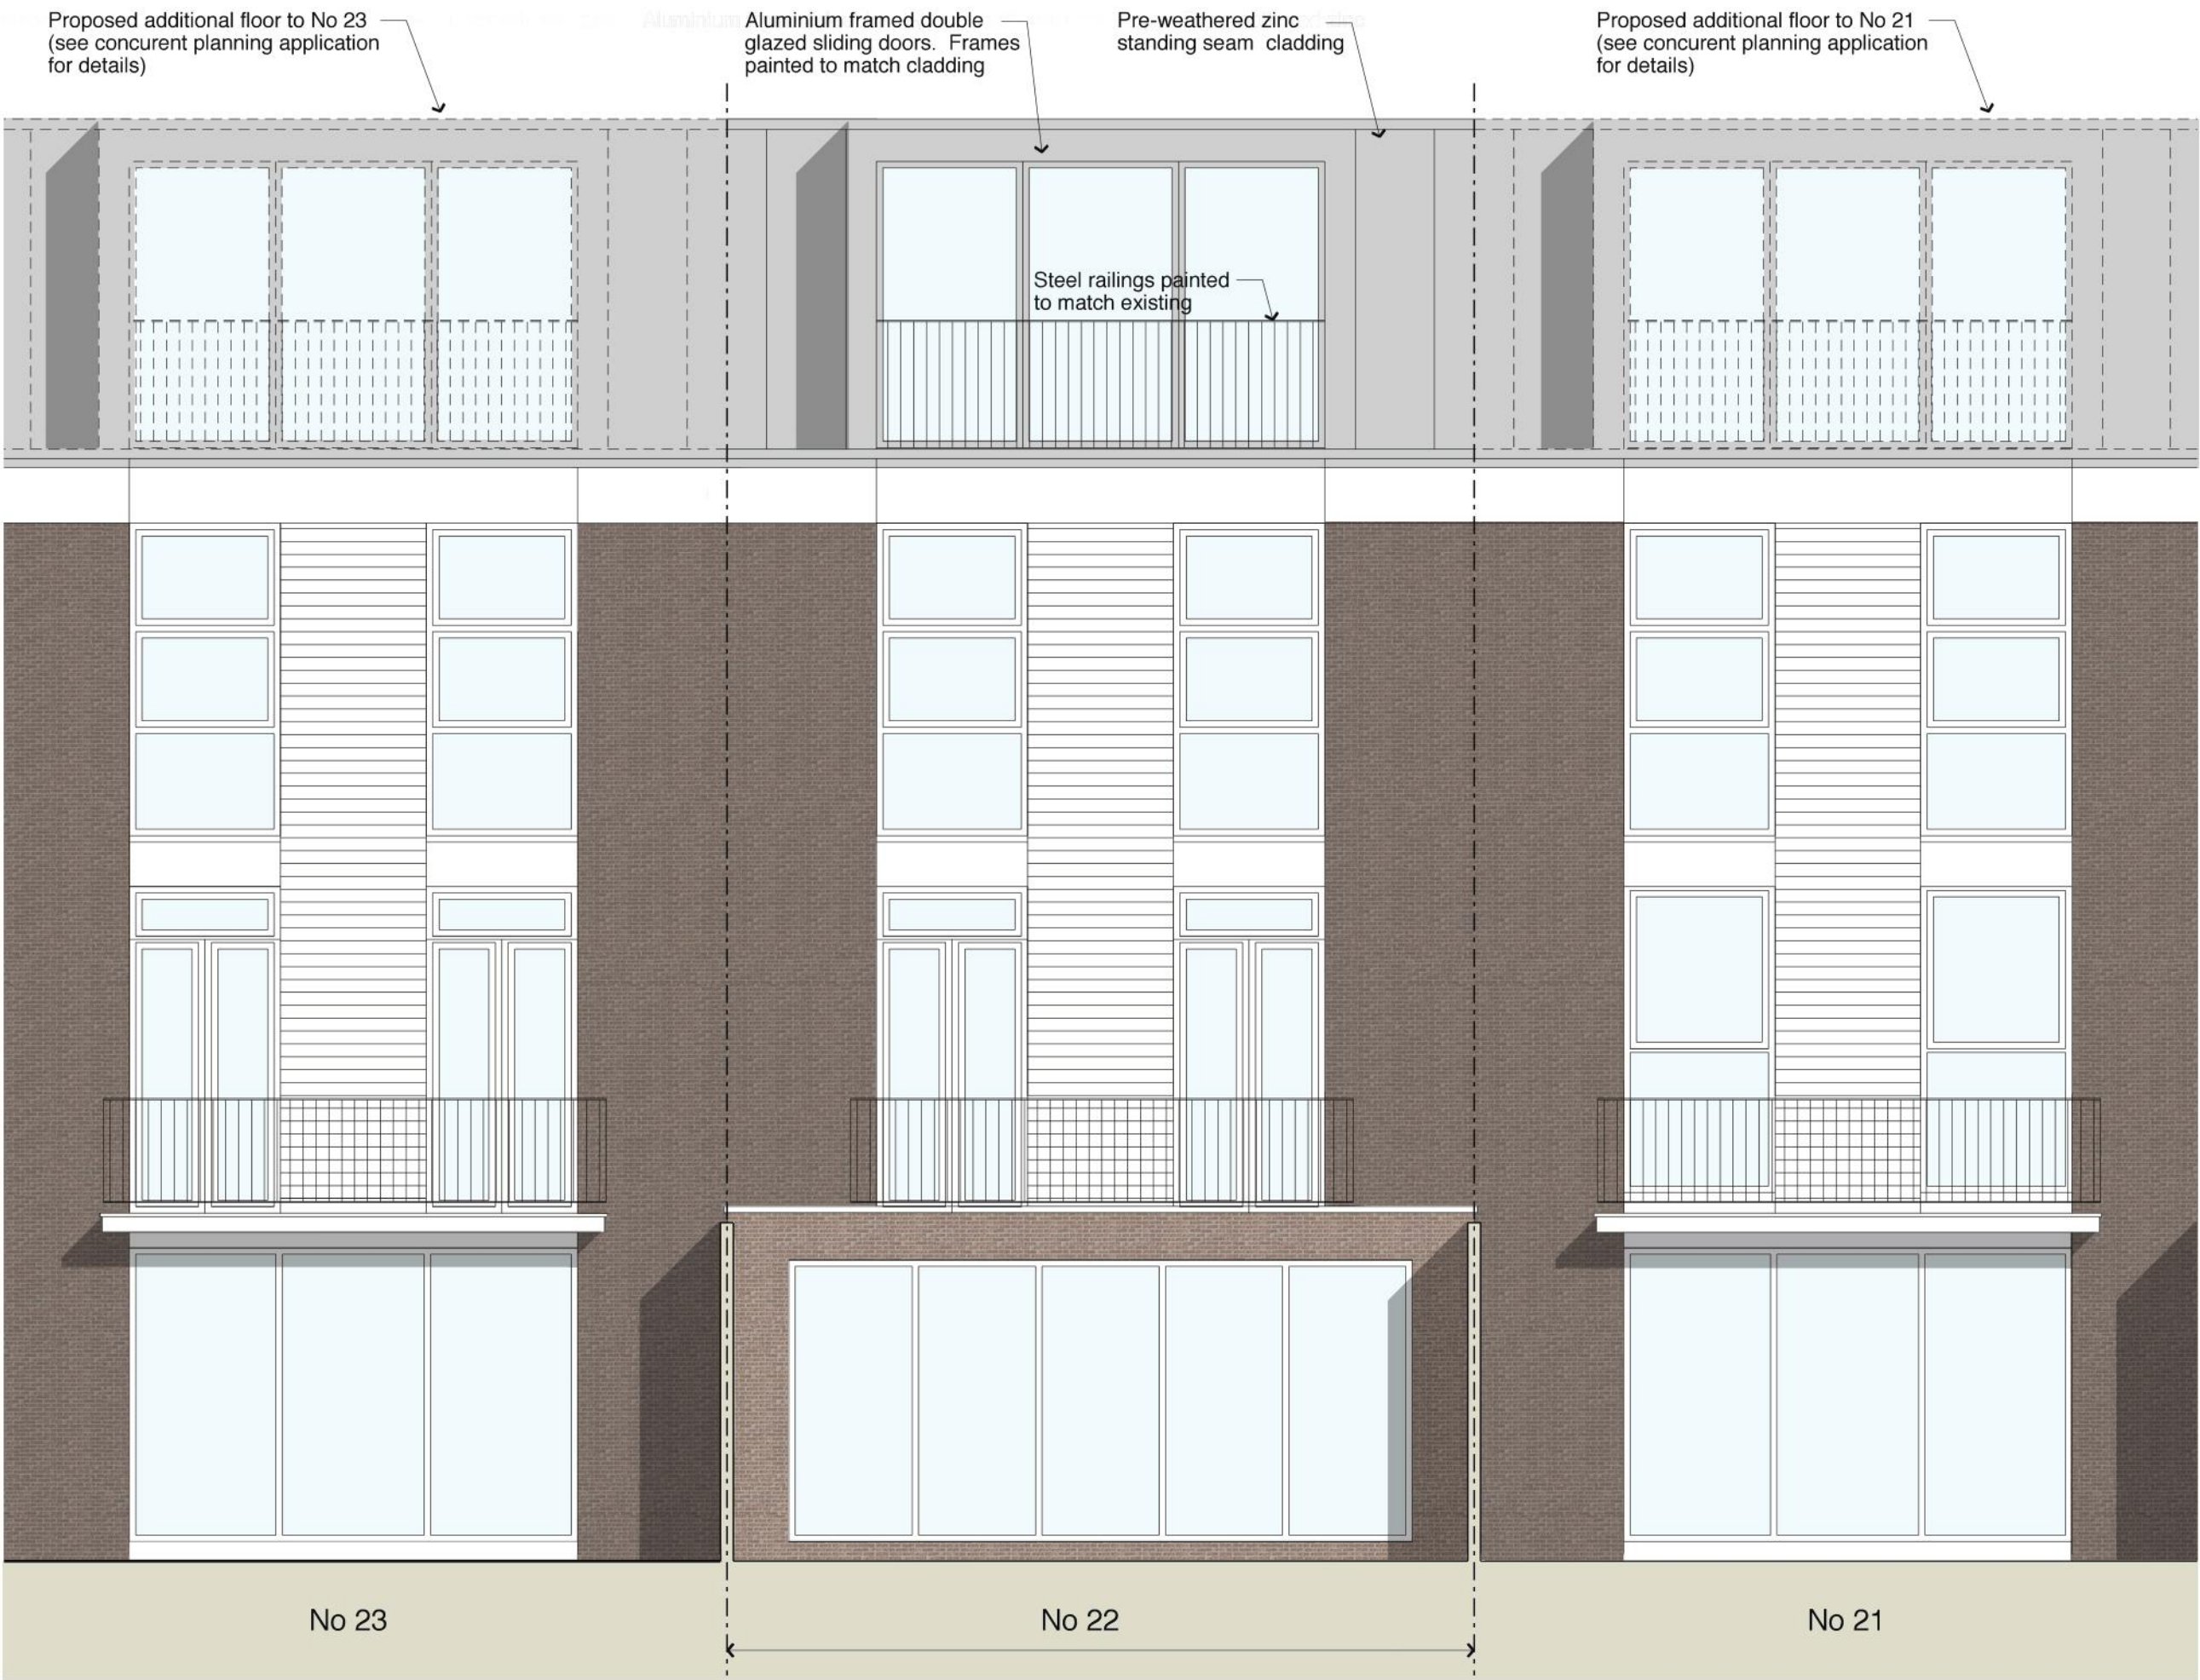 Proposed additional floor to No 23
(see concurent planning application
for details)
Aluminium framed double
glazed sliding doors.  Frames
painted to match cladding
Pre-weathered zinc
standing seam  cladding
Proposed additional floor to No 21
(see concurent planning application
for details)
Steel railings painted
to match existing
No 23
No 22
No 21